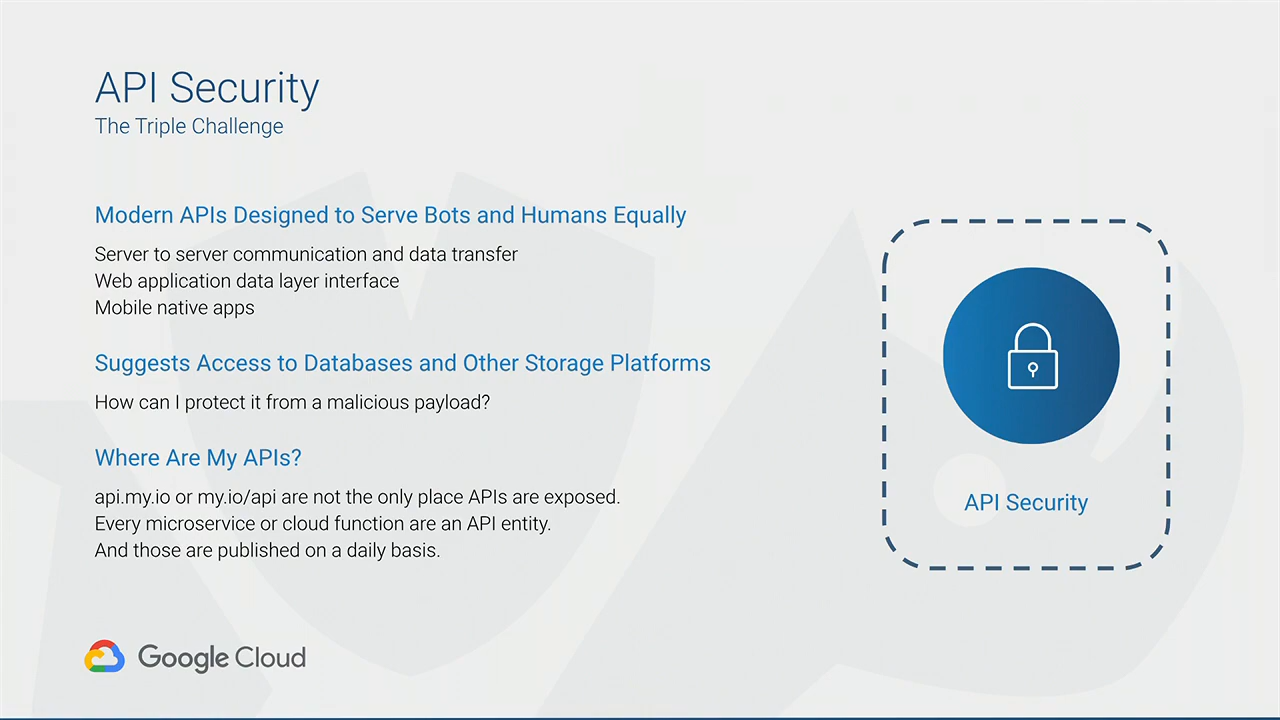 API Security
The Triple Challenge
Modern APIs Designed to Serve Bots and Humans Equally
Server to server communication and data transfer
Web application data layer interface
Mobile native apps
Suggests Access to Databases and Other Storage Platforms
How can I protect it from a malicious payload?
Where Are My APIs?
api.my.io or my.io/api are not the only place APIs are exposed.
Every microservice or cloud function are an API entity.
And those are published on a daily basis.
API Security
Google Cloud